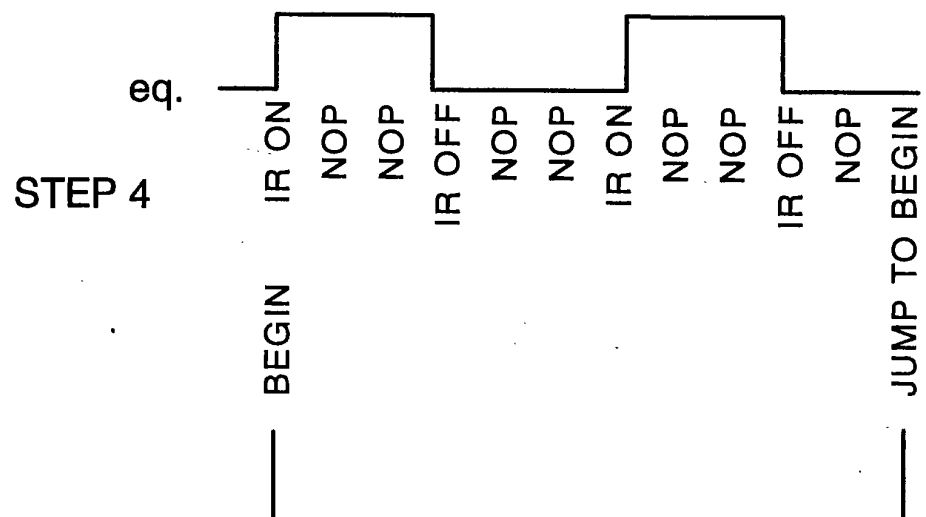 eq.
IR ON
NOP
NOP
IR OFF
NOP
NOP
IR ON
NOP
NOP
IR OFF
NOP
JUMP TO BEGIN
STEP 4
BEGIN